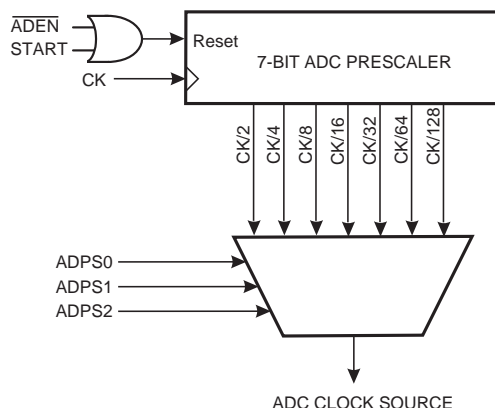 ADEN
START
Reset
7-BIT ADC PRESCALER
CK
CK/2
CK/4
CK/8
CK/16
CK/32
CK/64
CK/128
ADPS0
ADPS1
ADPS2
ADC CLOCK SOURCE